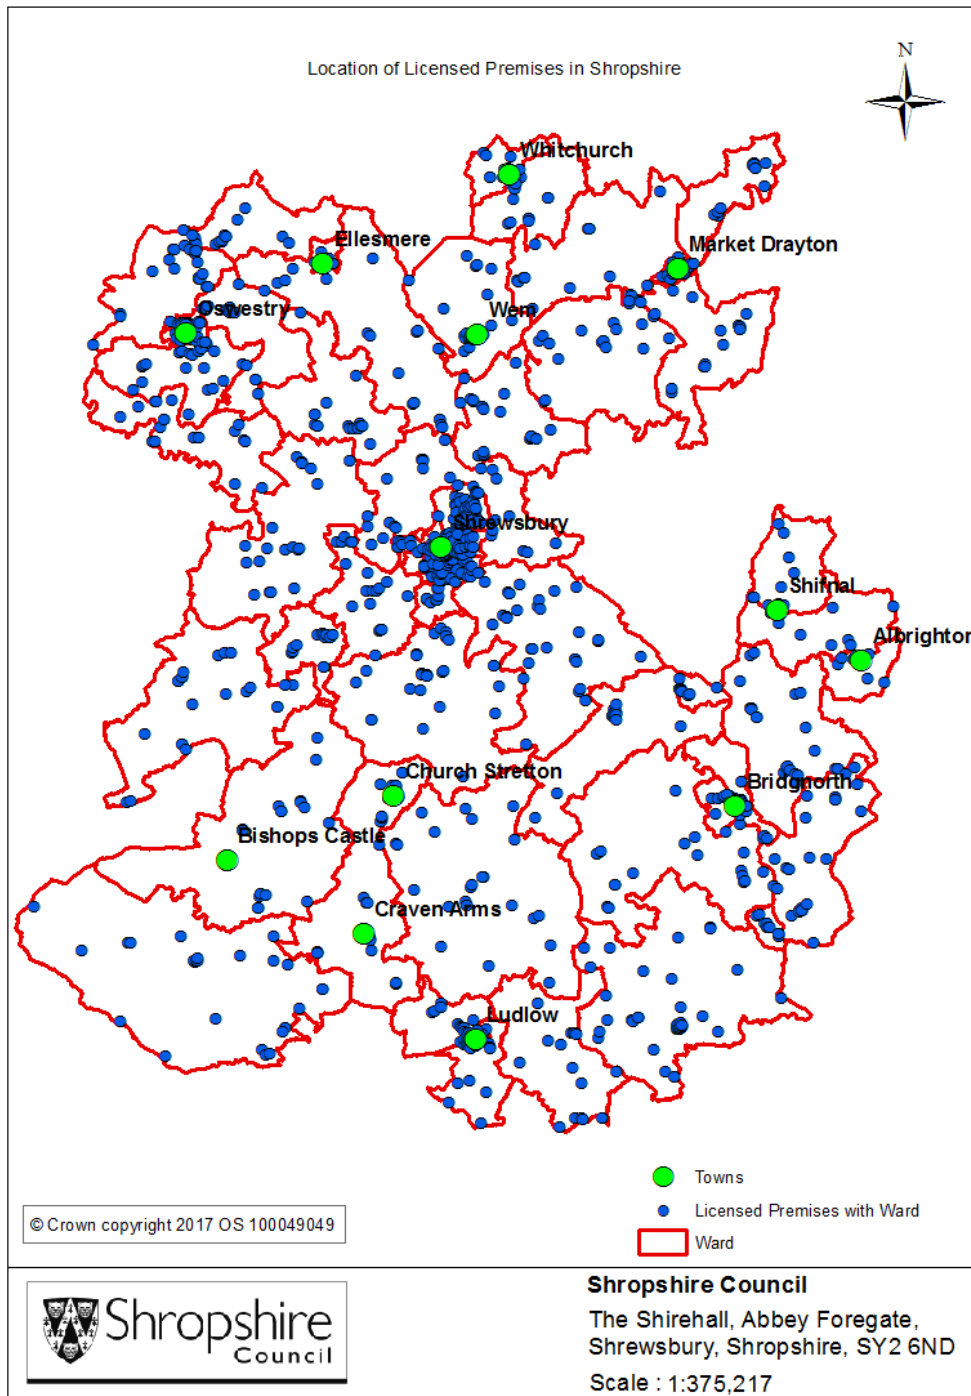 Location of Licensed Premises in Shropshire
N
Whitchurch
Ellesmere
Market Drayton
Oswestry
Wem
Shrewsbury
Shifnal
Albrighton
Church Stretton
Bridgnorth
Bishops Castle
Craven Arms
Ludlow
Towns
Licensed Premises with Ward
Ward
© Crown copyright 2017 OS 100049049
Shropshire
Council
Shropshire Council
The Shirehall, Abbey Foregate,
Shrewsbury, Shropshire, SY2 6ND
Scale : 1:375,217